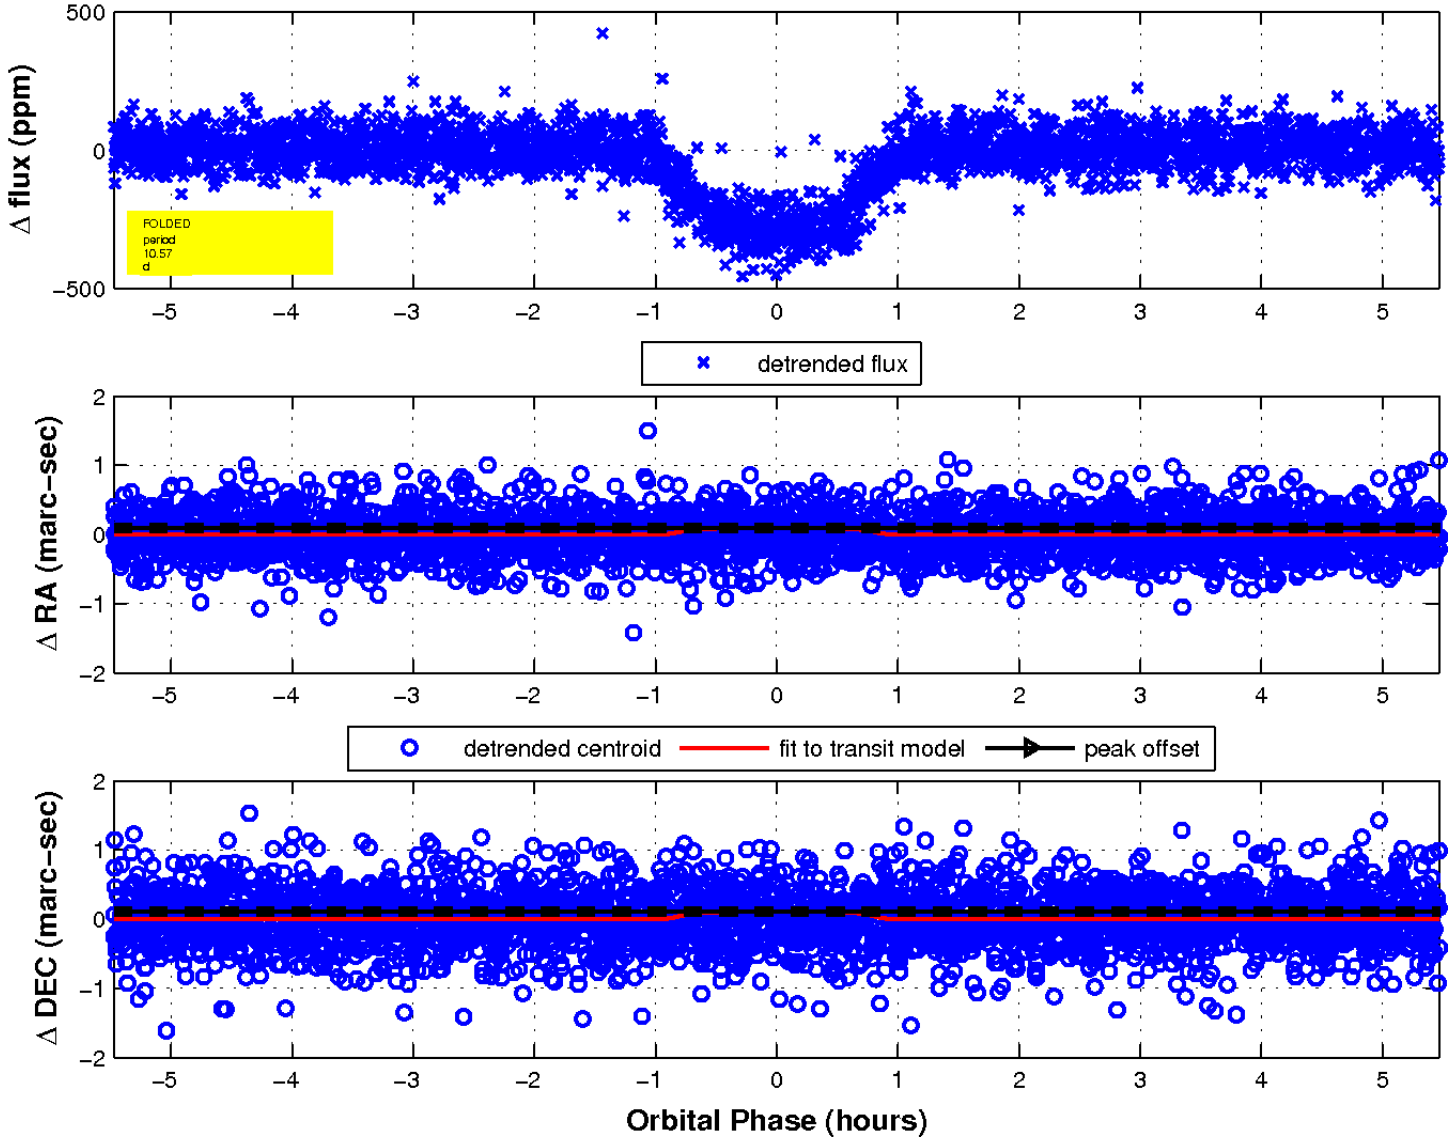 500
0
−500
Δ flux (ppm)
FOLDED
period
10.57
d
−5 −4 −3 −2 −1 0 1 2 3 4 5
detrended flux
2
1
0
−1
−2
Δ RA (marc−sec)
−5 −4 −3 −2 −1 0 1 2 3 4 5
detrended centroid fit to transit model peak offset
2
1
0
−1
−2
Δ DEC (marc−sec)
−5 −4 −3 −2 −1 0 1 2 3 4 5
Orbital Phase (hours)